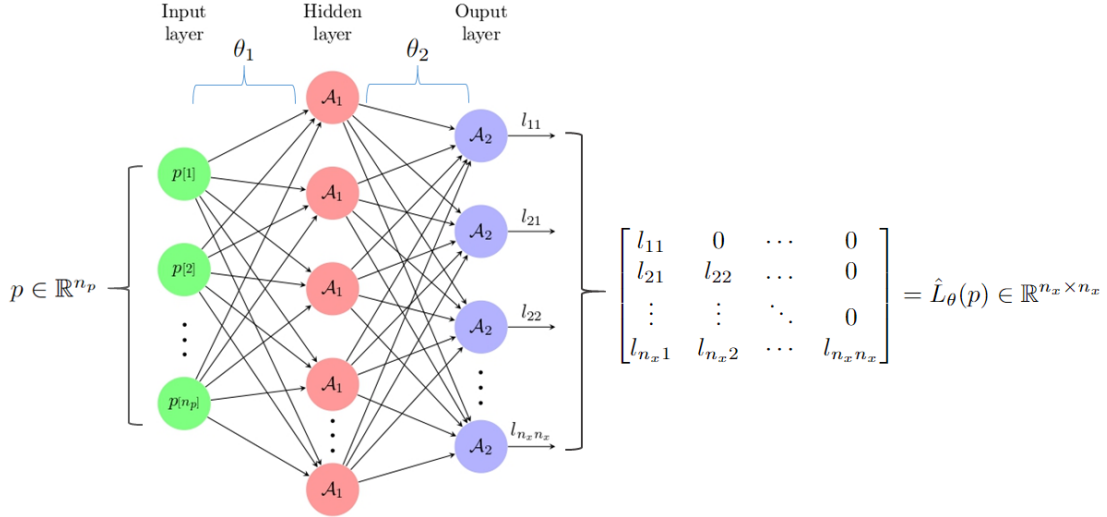 Input layer
Hidden layer
Ouput layer
θ₁
θ₂
p ∈ ℝ^{n_p}
p[1]
p[2]
⋮
p[n_p]
𝒜₁
𝒜₁
𝒜₁
𝒜₁
⋮
𝒜₁
𝒜₂
𝒜₂
𝒜₂
⋮
𝒜₂
l₁₁
l₂₁
l₂₂
l_{n_x n_x}
l₁₁ 0 ⋯ 0
l₂₁ l₂₂ … 0
⋮ ⋮ ⋱ 0
l_{n_x 1} l_{n_x 2} ⋯ l_{n_x n_x}
= L̂_θ(p) ∈ ℝ^{n_x × n_x}